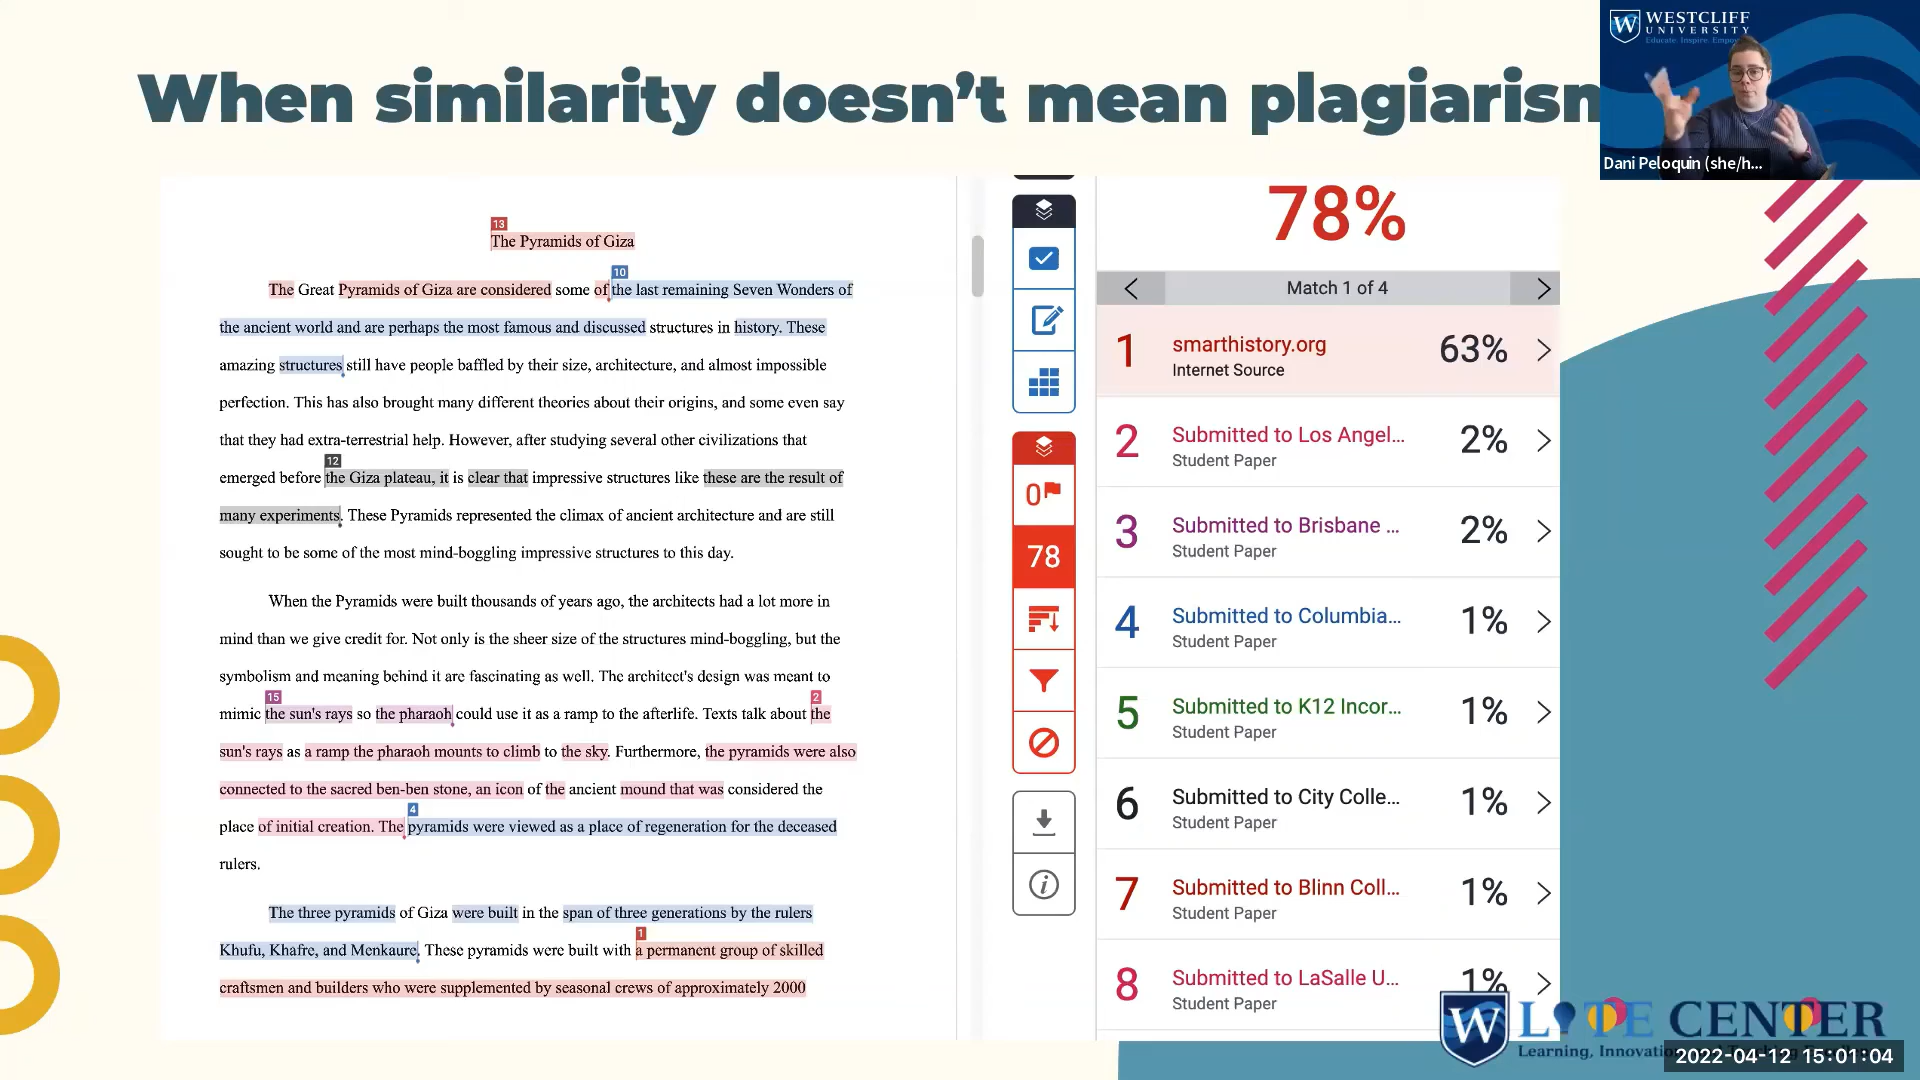 WESTCLIFF
UNIVERSITY
Educate. Inspire. Empower.
When similarity doesn't mean plagiarism
Dani Peloquin (she/h...
13
The Pyramids of Giza
10
The Great Pyramids of Giza are considered some of the last remaining Seven Wonders of
the ancient world and are perhaps the most famous and discussed structures in history. These
amazing structures still have people baffled by their size, architecture, and almost impossible
perfection. This has also brought many different theories about their origins, and some even say
that they had extra-terrestrial help. However, after studying several other civilizations that
12
emerged before the Giza plateau, it is clear that impressive structures like these are the result of
many experiments. These Pyramids represented the climax of ancient architecture and are still
sought to be some of the most mind-boggling impressive structures to this day.
When the Pyramids were built thousands of years ago, the architects had a lot more in
mind than we give credit for. Not only is the sheer size of the structures mind-boggling, but the
symbolism and meaning behind it are fascinating as well. The architect's design was meant to
15 2
mimic the sun's rays so the pharaoh could use it as a ramp to the afterlife. Texts talk about the
sun's rays as a ramp the pharaoh mounts to climb to the sky. Furthermore, the pyramids were also
connected to the sacred ben-ben stone, an icon of the ancient mound that was considered the
4
place of initial creation. The pyramids were viewed as a place of regeneration for the deceased
rulers.
The three pyramids of Giza were built in the span of three generations by the rulers
1
Khufu, Khafre, and Menkaure. These pyramids were built with a permanent group of skilled
craftsmen and builders who were supplemented by seasonal crews of approximately 2000
0
78
78%
Match 1 of 4
1 smarthistory.org 63%
Internet Source
2 Submitted to Los Angel... 2%
Student Paper
3 Submitted to Brisbane ... 2%
Student Paper
4 Submitted to Columbia... 1%
Student Paper
5 Submitted to K12 Incor... 1%
Student Paper
6 Submitted to City Colle... 1%
Student Paper
7 Submitted to Blinn Coll... 1%
Student Paper
8 Submitted to LaSalle U... 1%
Student Paper
W LITE CENTER
Learning, Innovation
2022-04-12 15:01:04